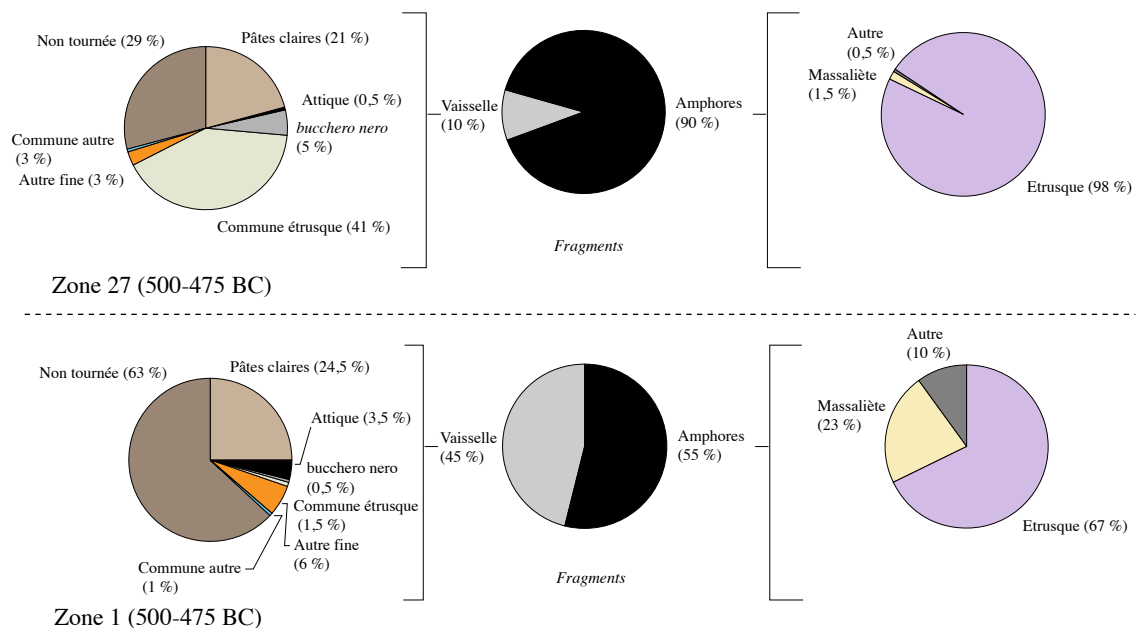 Non tournée (29 %)
Pâtes claires (21 %)
Attique (0,5 %)
bucchero nero
(5 %)
Commune autre
(3 %)
Autre fine (3 %)
Commune étrusque (41 %)
Vaisselle
(10 %)
Amphores
(90 %)
Fragments
Autre
(0,5 %)
Massaliète
(1,5 %)
Etrusque (98 %)
Zone 27 (500-475 BC)
Non tournée (63 %)
Pâtes claires (24,5 %)
Attique (3,5 %)
bucchero nero
(0,5 %)
Commune étrusque
(1,5 %)
Autre fine
(6 %)
Commune autre
(1 %)
Vaisselle
(45 %)
Amphores
(55 %)
Fragments
Autre
(10 %)
Massaliète
(23 %)
Etrusque (67 %)
Zone 1 (500-475 BC)